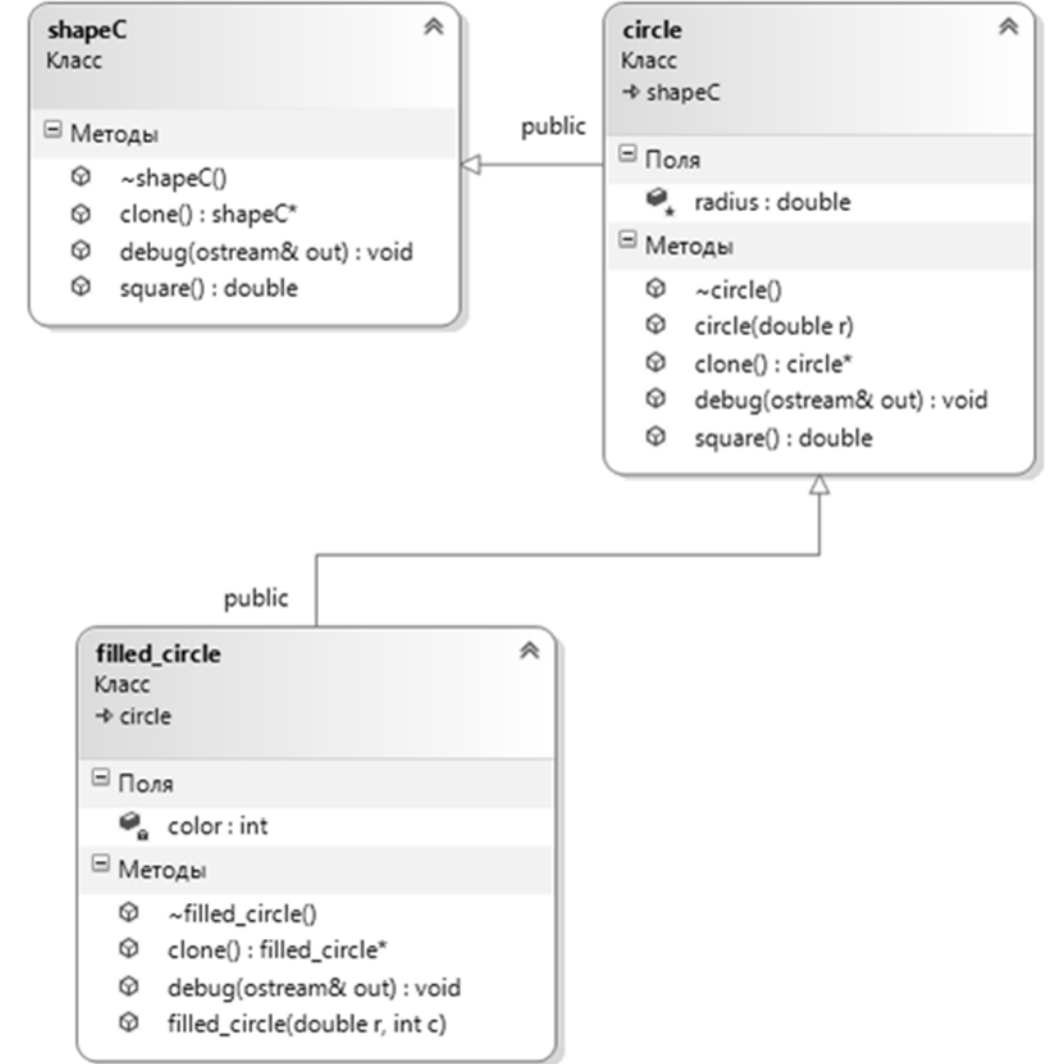 shapeC
Класс
Методы
~shapeC()
clone() : shapeC*
debug(ostream& out) : void
square() : double
public
circle
Класс
shapeC
Поля
radius : double
Методы
~circle()
circle(double r)
clone() : circle*
debug(ostream& out) : void
square() : double
public
filled_circle
Класс
circle
Поля
color : int
Методы
~filled_circle()
clone() : filled_circle*
debug(ostream& out) : void
filled_circle(double r, int c)